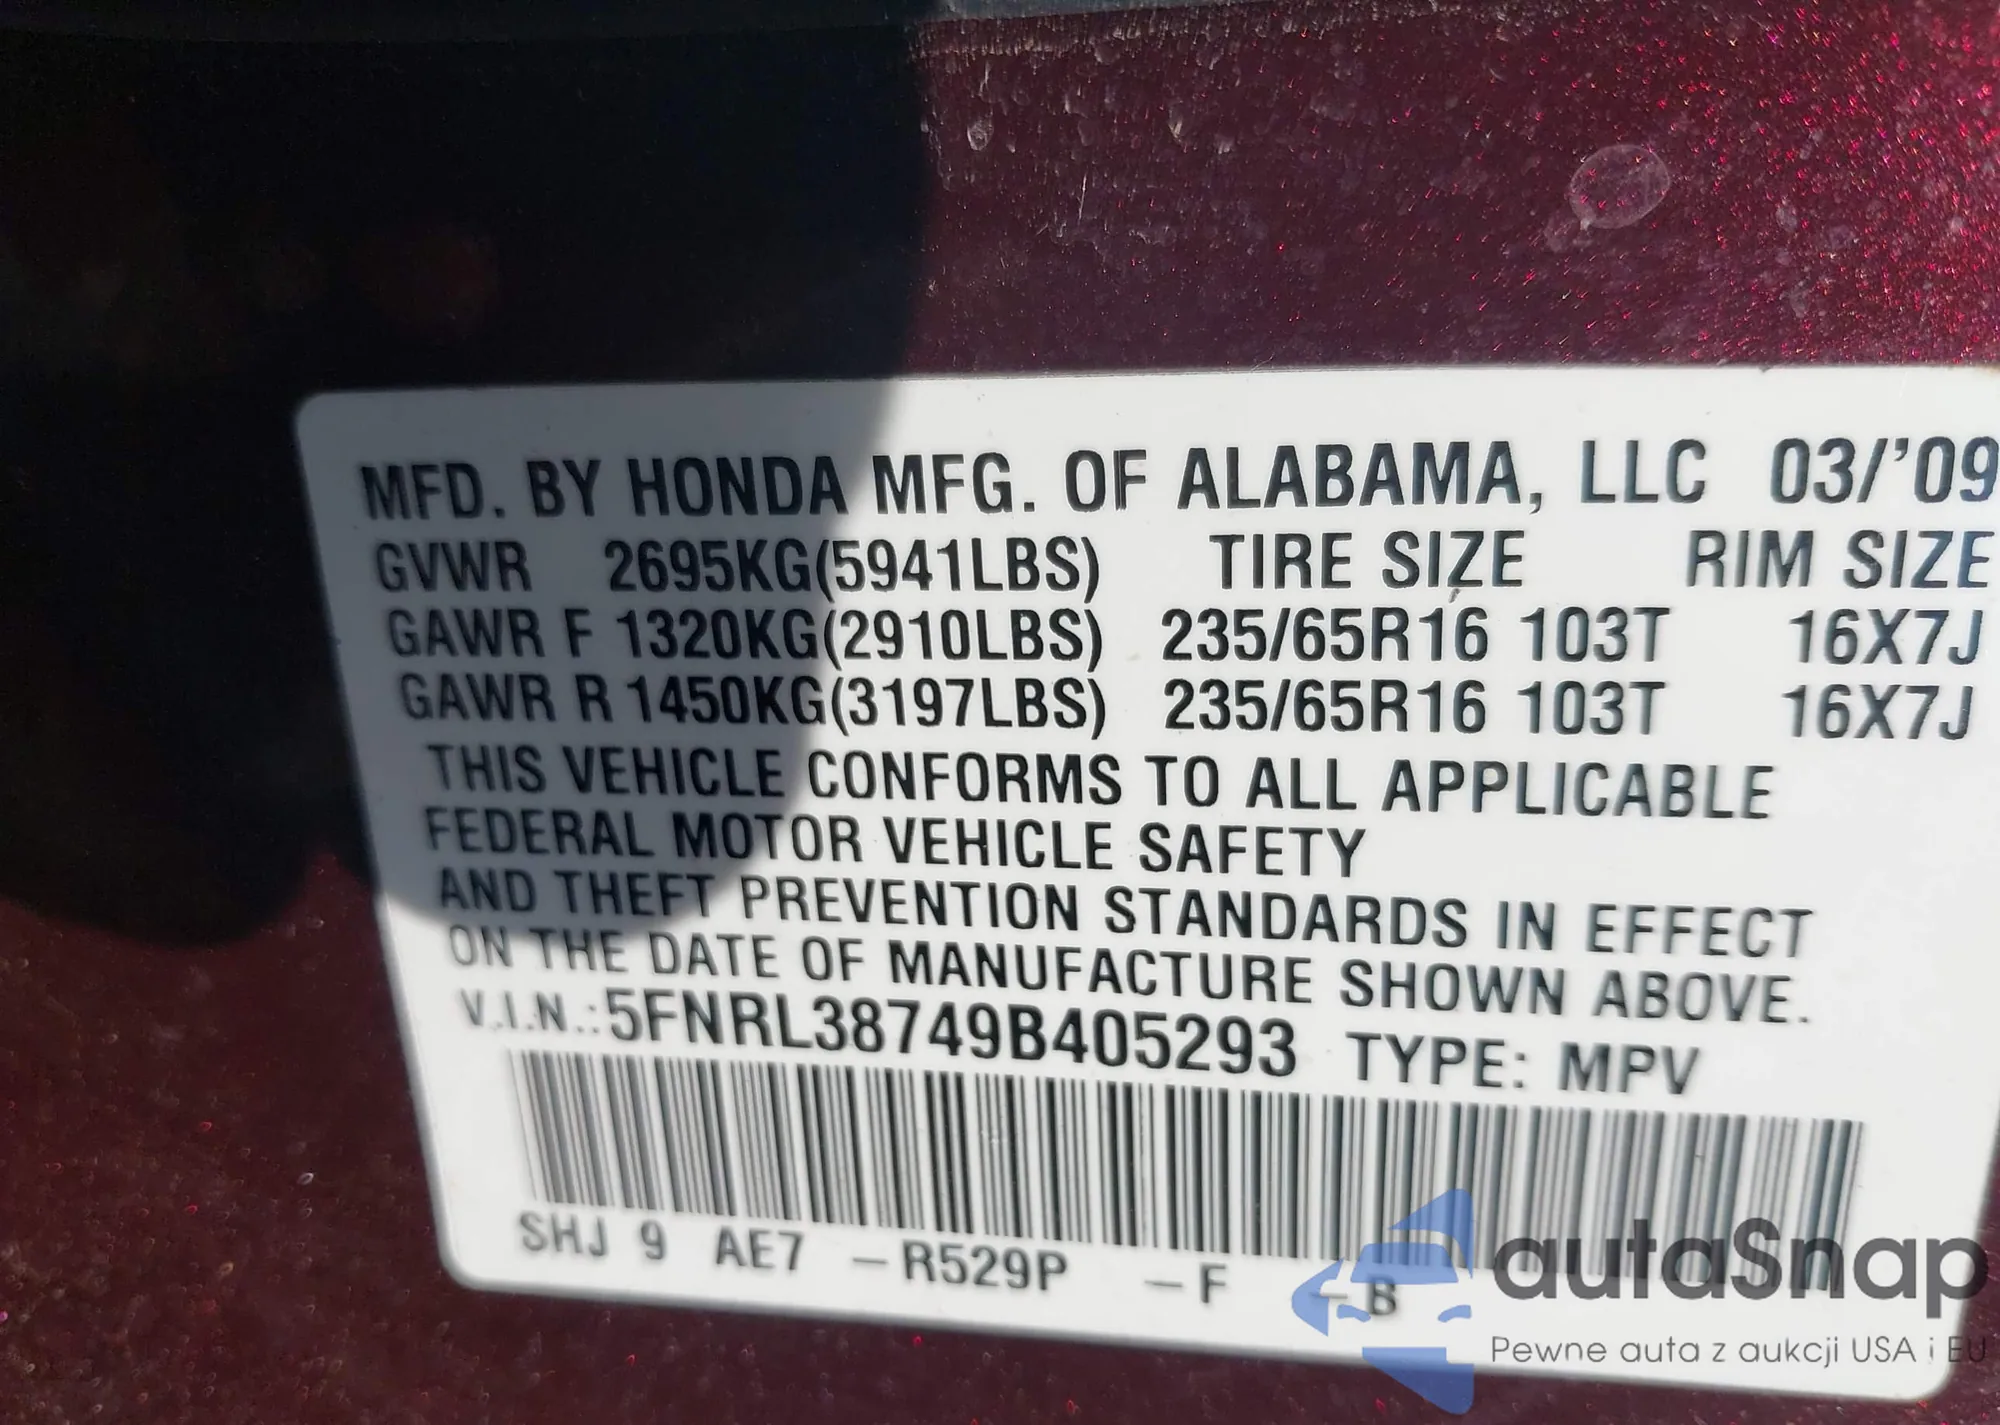 MFD. BY HONDA MFG. OF ALABAMA, LLC 03/'09
GVWR 2695KG(5941LBS) TIRE SIZE RIM SIZE
GAWR F 1320KG(2910LBS) 235/65R16 103T 16X7J
GAWR R 1450KG(3197LBS) 235/65R16 103T 16X7J
THIS VEHICLE CONFORMS TO ALL APPLICABLE
FEDERAL MOTOR VEHICLE SAFETY
AND THEFT PREVENTION STANDARDS IN EFFECT
ON THE DATE OF MANUFACTURE SHOWN ABOVE.
V.I.N.:5FNRL38749B405293 TYPE: MPV
SHJ 9 AE7 -R529P -F -B
autaSnap
Pewne auta z aukcji USA i EU